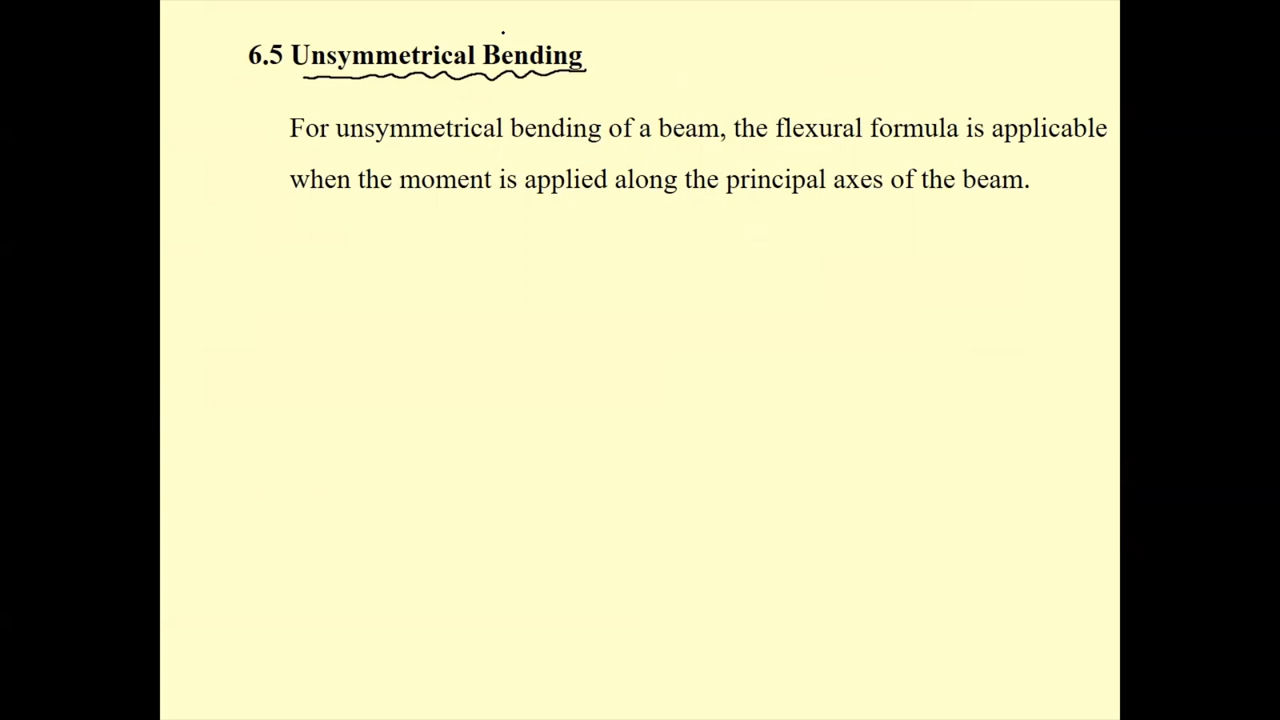 6.5 Unsymmetrical Bending
For unsymmetrical bending of a beam, the flexural formula is applicable
when the moment is applied along the principal axes of the beam.